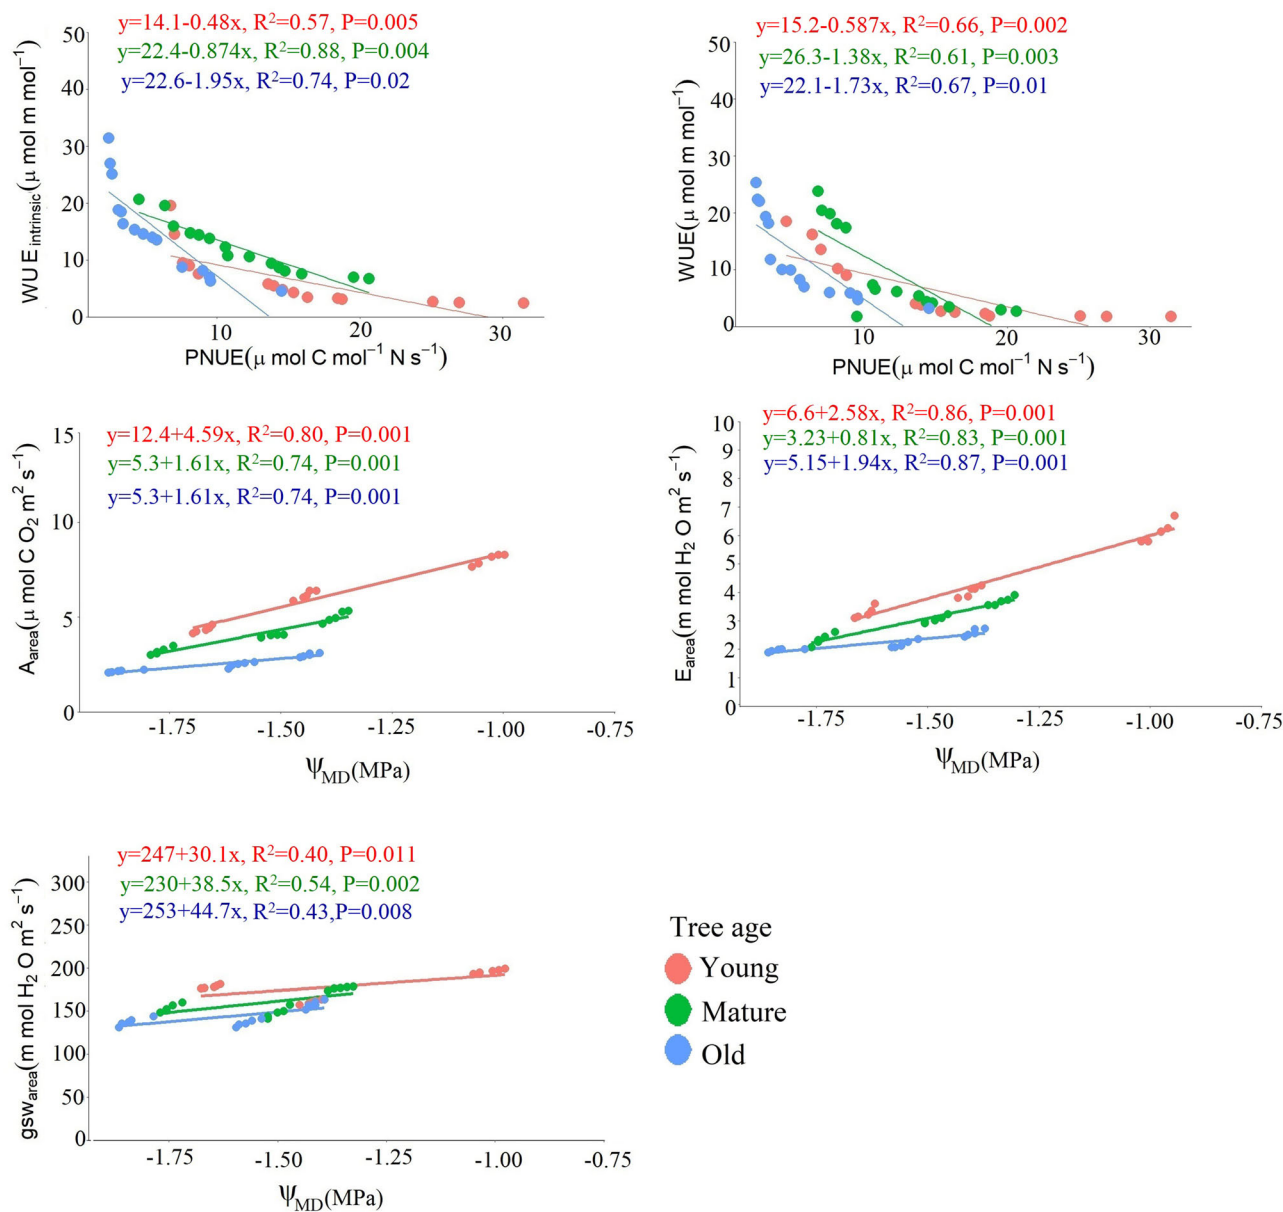 y=14.1-0.48x, R²=0.57, P=0.005
y=22.4-0.874x, R²=0.88, P=0.004
y=22.6-1.95x, R²=0.74, P=0.02
WUE intrinsic(μ mol m mol⁻¹)
50
40
30
20
10
0
10 20 30
PNUE(μ mol C mol⁻¹ N s⁻¹)
y=15.2-0.587x, R²=0.66, P=0.002
y=26.3-1.38x, R²=0.61, P=0.003
y=22.1-1.73x, R²=0.67, P=0.01
WUE(μ mol m mol⁻¹)
50
40
30
20
10
0
10 20 30
PNUE(μ mol C mol⁻¹ N s⁻¹)
y=12.4+4.59x, R²=0.80, P=0.001
y=5.3+1.61x, R²=0.74, P=0.001
y=5.3+1.61x, R²=0.74, P=0.001
Aarea(μ mol C O₂ m² s⁻¹)
15
10
5
0
-1.75 -1.50 -1.25 -1.00 -0.75
ψMD(MPa)
y=6.6+2.58x, R²=0.86, P=0.001
y=3.23+0.81x, R²=0.83, P=0.001
y=5.15+1.94x, R²=0.87, P=0.001
Earea(m mol H₂ O m² s⁻¹)
10
9
8
7
6
5
4
3
2
1
0
-1.75 -1.50 -1.25 -1.00 -0.75
ψMD(MPa)
y=247+30.1x, R²=0.40, P=0.011
y=230+38.5x, R²=0.54, P=0.002
y=253+44.7x, R²=0.43,P=0.008
gswarea(m mol H₂ O m² s⁻¹)
300
250
200
150
100
50
0
-1.75 -1.50 -1.25 -1.00 -0.75
ψMD(MPa)
Tree age
Young
Mature
Old